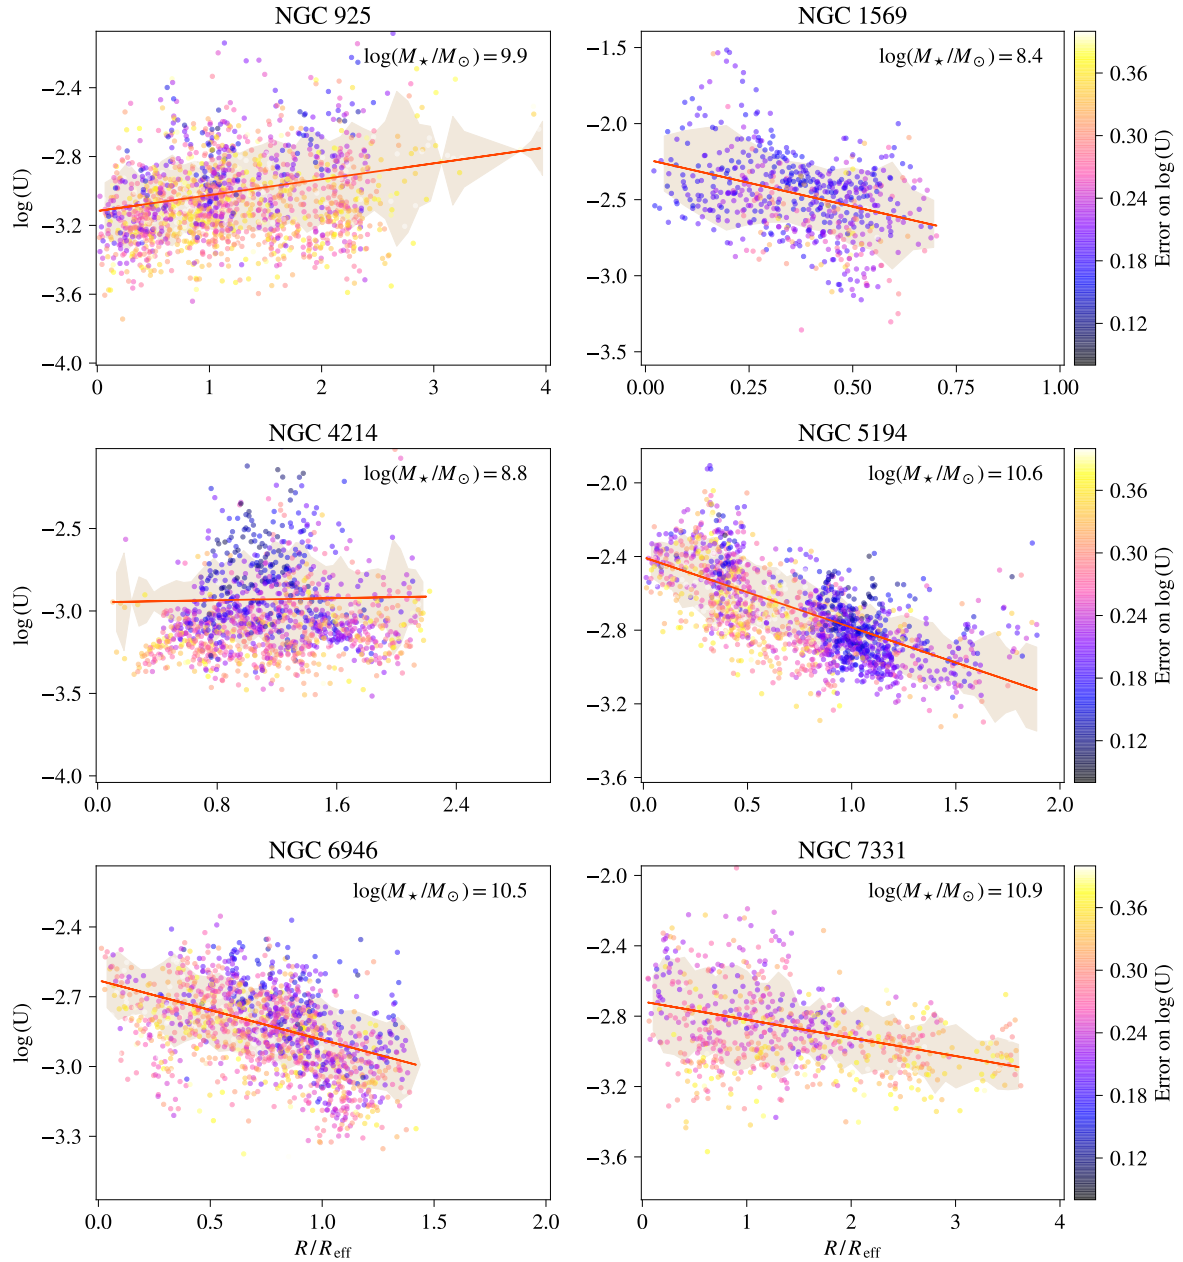 NGC 925
log(M⋆/M⊙) = 9.9
log(U)
−2.4
−2.8
−3.2
−3.6
−4.0
0 1 2 3 4
NGC 1569
log(M⋆/M⊙) = 8.4
−1.5
−2.0
−2.5
−3.0
−3.5
0.00 0.25 0.50 0.75 1.00
0.36
0.30
0.24
0.18
0.12
Error on log(U)
NGC 4214
log(M⋆/M⊙) = 8.8
log(U)
−2.5
−3.0
−3.5
−4.0
0.0 0.8 1.6 2.4
NGC 5194
log(M⋆/M⊙) = 10.6
−2.0
−2.4
−2.8
−3.2
−3.6
0.0 0.5 1.0 1.5 2.0
0.36
0.30
0.24
0.18
0.12
Error on log(U)
NGC 6946
log(M⋆/M⊙) = 10.5
log(U)
−2.4
−2.7
−3.0
−3.3
0.0 0.5 1.0 1.5 2.0
R/Reff
NGC 7331
log(M⋆/M⊙) = 10.9
−2.0
−2.4
−2.8
−3.2
−3.6
0 1 2 3 4
R/Reff
0.36
0.30
0.24
0.18
0.12
Error on log(U)